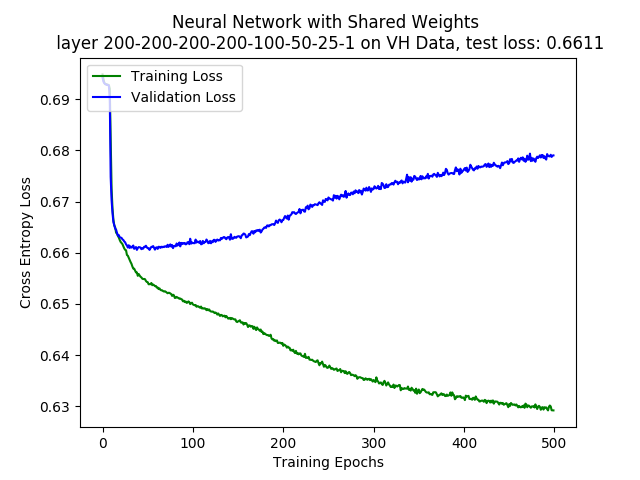 Neural Network with Shared Weights
layer 200-200-200-200-100-50-25-1 on VH Data, test loss: 0.6611
Training Loss
Validation Loss
0.69
0.68
0.67
0.66
0.65
0.64
0.63
Cross Entropy Loss
0 100 200 300 400 500
Training Epochs